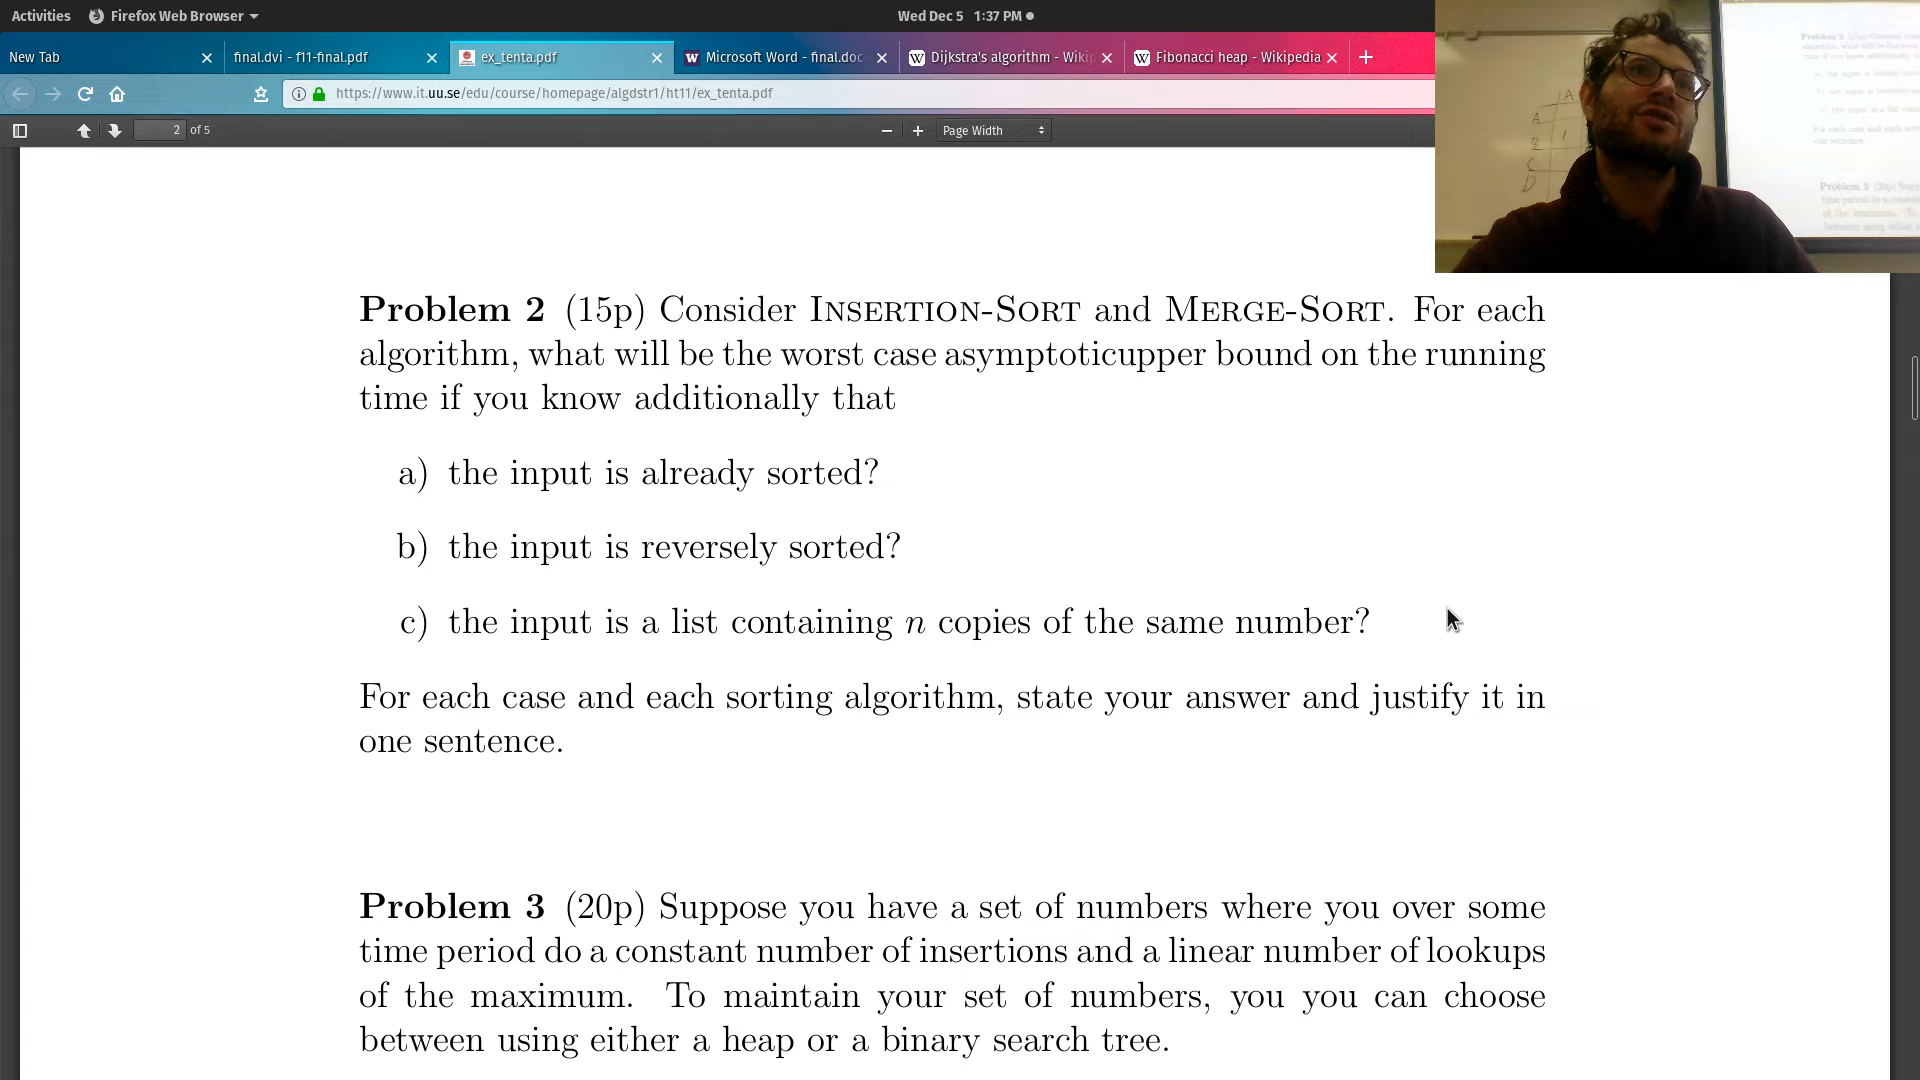 Activities Firefox Web Browser Wed Dec 5 1:37 PM
New Tab final.dvi - f11-final.pdf ex_tenta.pdf Microsoft Word - final.doc Dijkstra's algorithm - Wikip Fibonacci heap - Wikipedia
https://www.it.uu.se/edu/course/homepage/algdstr1/ht11/ex_tenta.pdf
2 of 5 Page Width
Problem 2 (15p) Consider INSERTION-SORT and MERGE-SORT. For each
algorithm, what will be the worst case asymptoticupper bound on the running
time if you know additionally that
a) the input is already sorted?
b) the input is reversely sorted?
c) the input is a list containing n copies of the same number?
For each case and each sorting algorithm, state your answer and justify it in
one sentence.
Problem 3 (20p) Suppose you have a set of numbers where you over some
time period do a constant number of insertions and a linear number of lookups
of the maximum. To maintain your set of numbers, you you can choose
between using either a heap or a binary search tree.
A
A
B
C
D
Problem 3 (20p)